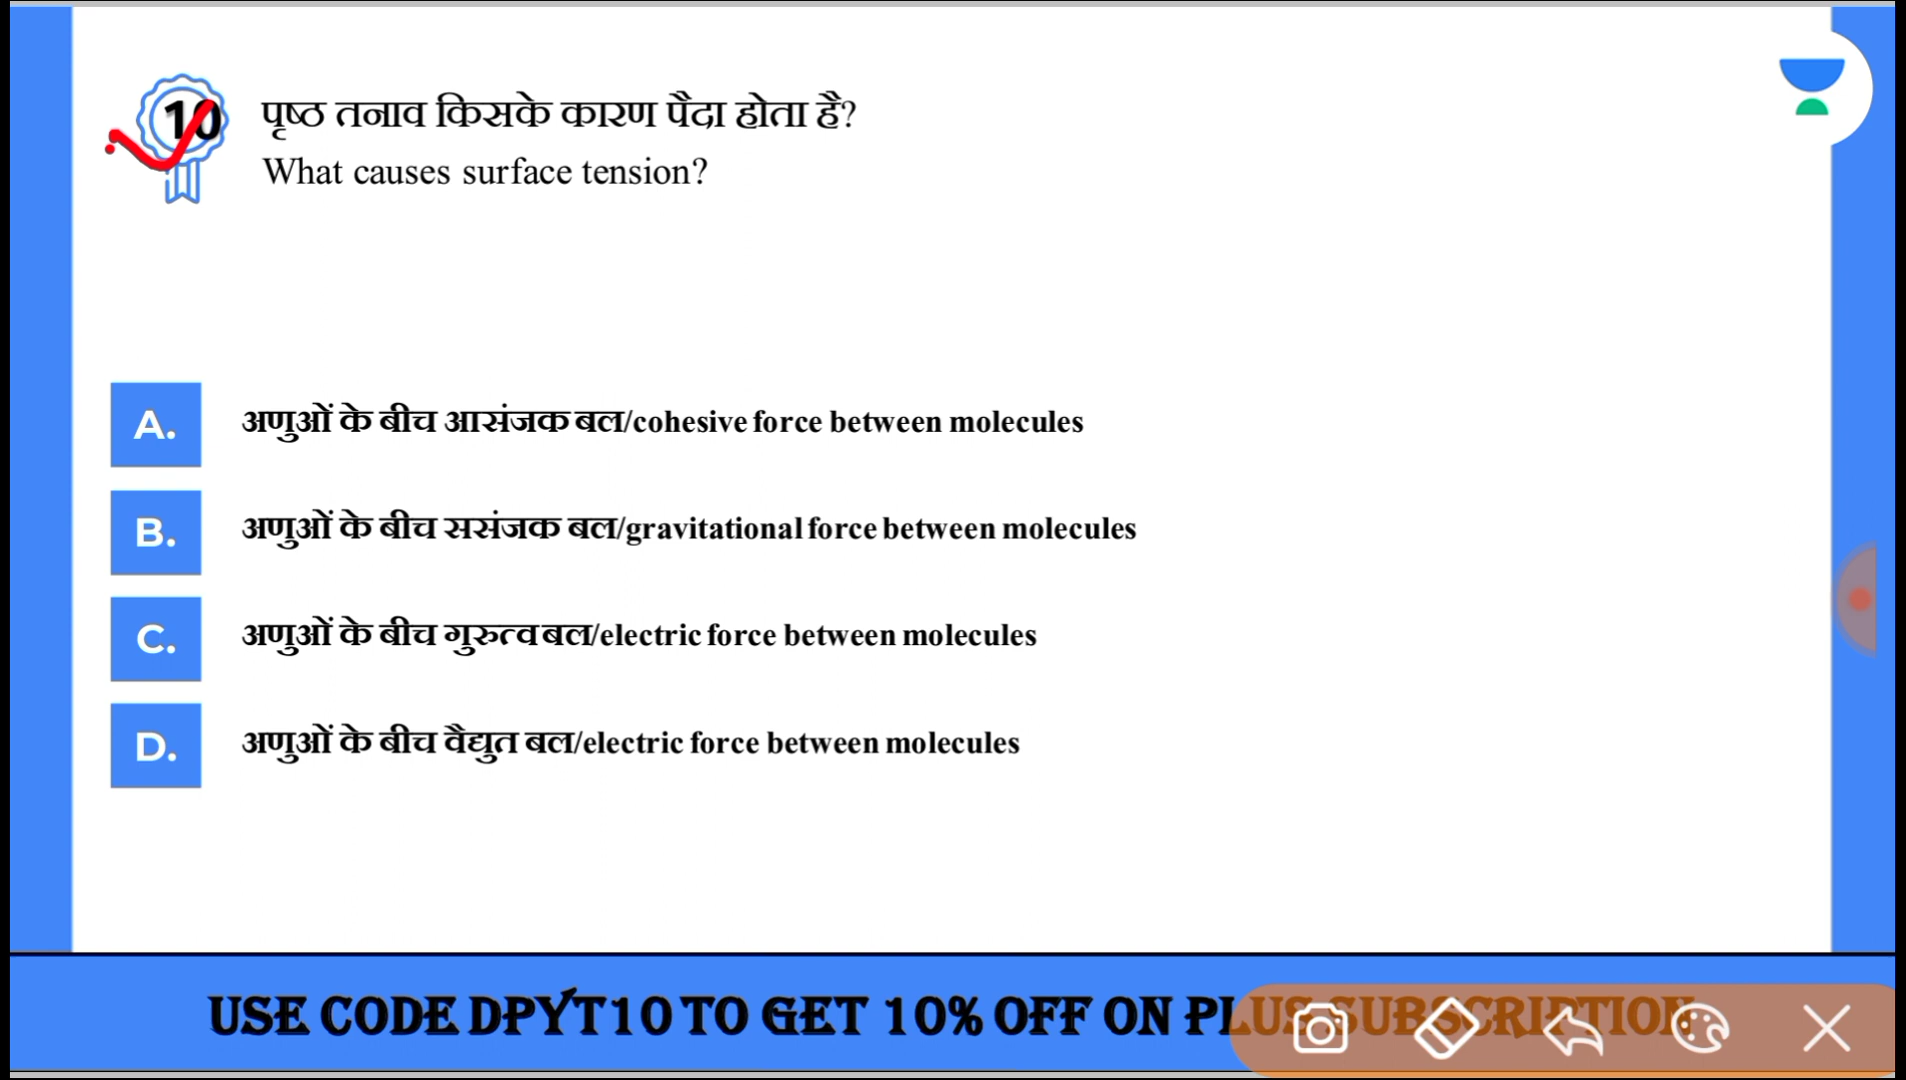 10
पृष्ठ तनाव किसके कारण पैदा होता है?
What causes surface tension?
A. अणुओं के बीच आसंजक बल/cohesive force between molecules
B. अणुओं के बीच ससंजक बल/gravitational force between molecules
C. अणुओं के बीच गुरुत्व बल/electric force between molecules
D. अणुओं के बीच वैद्युत बल/electric force between molecules
USE CODE DPYT10 TO GET 10% OFF ON PLUS SUBSCRIPTION